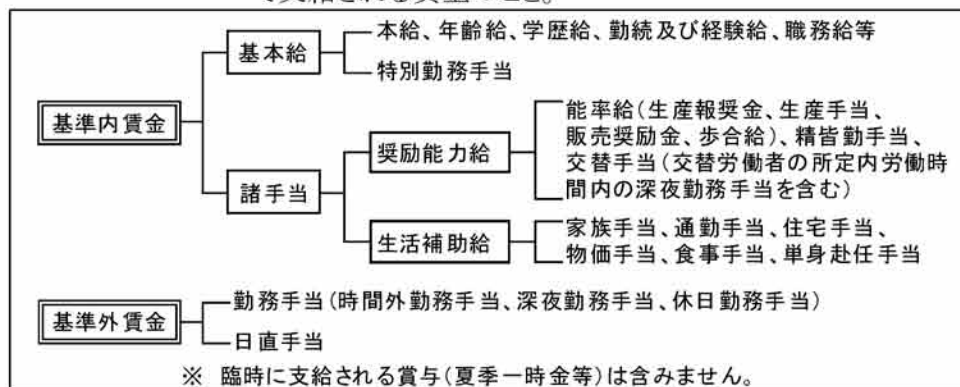 で支給される賃金のこと。
本給、年齢給、学歴給、勤続及び経験給、職務給等
基本給
特別勤務手当
基準内賃金
能率給(生産報奨金、生産手当、
販売奨励金、歩合給)、精皆勤手当、
奨励能力給
交替手当(交替労働者の所定内労働時
間内の深夜勤務手当を含む)
諸手当
家族手当、通勤手当、住宅手当、
生活補助給
物価手当、食事手当、単身赴任手当
勤務手当(時間外勤務手当、深夜勤務手当、休日勤務手当)
基準外賃金
日直手当
※ 臨時に支給される賞与(夏季一時金等)は含みません。